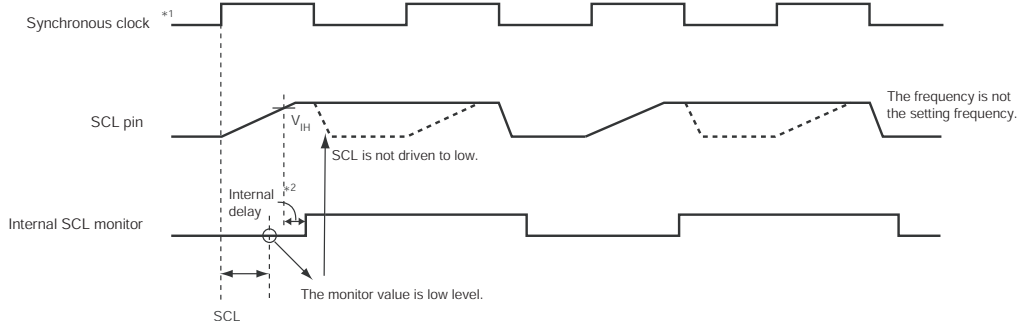 Synchronous clock *1
SCL pin
VIH
SCL is not driven to low.
The frequency is not
the setting frequency.
Internal *2
delay
Internal SCL monitor
The monitor value is low level.
SCL